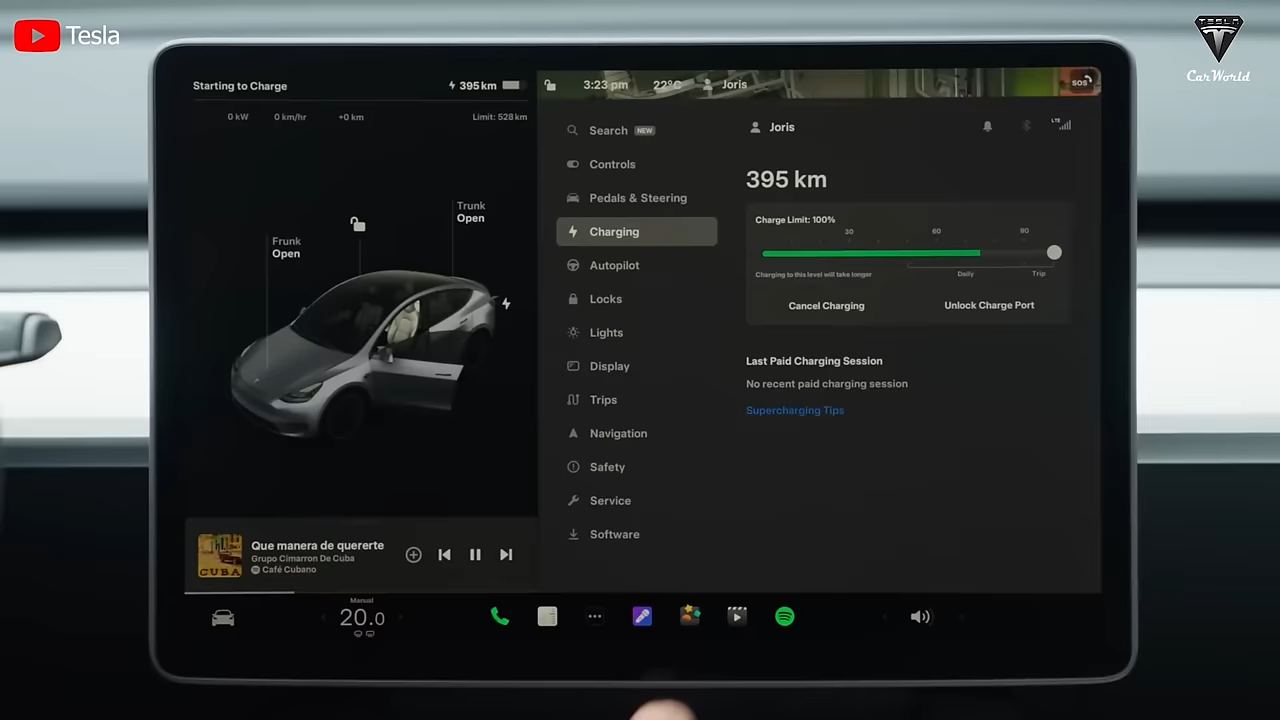 Tesla
TESLA
Car World
Starting to Charge
395 km
0 kW
0 km/hr
+0 km
Limit: 528 km
Trunk
Open
Frunk
Open
Que manera de quererte
Grupo Cimarron De Cuba
Café Cubano
CUBA
3:23 pm
22°C
Joris
SOS
Search NEW
Controls
Pedals & Steering
Charging
Autopilot
Locks
Lights
Display
Trips
Navigation
Safety
Service
Software
Joris
LTE
395 km
Charge Limit: 100%
30 60 90
Charging to this level will take longer
Daily
Trip
Cancel Charging
Unlock Charge Port
Last Paid Charging Session
No recent paid charging session
Supercharging Tips
Manual
20.0